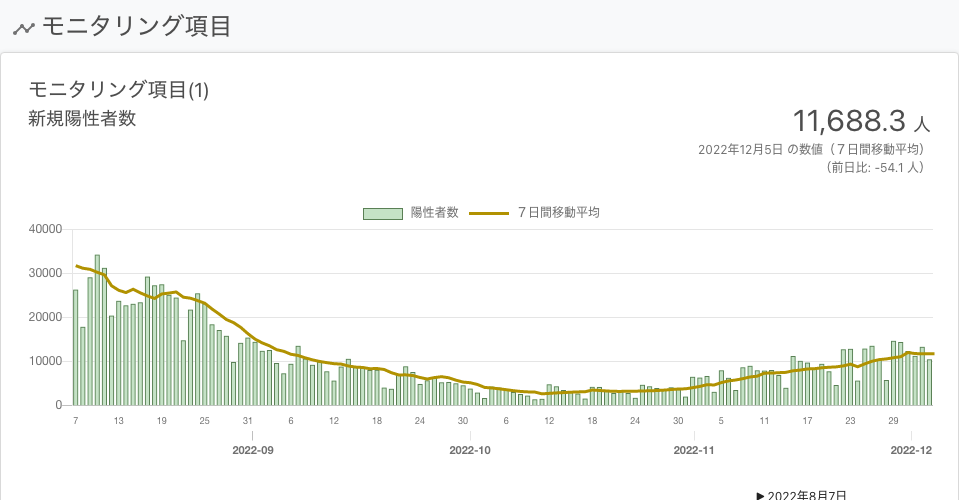 モニタリング項目
モニタリング項目(1)
新規陽性者数
11,688.3 人
2022年12月5日 の数値（７日間移動平均）
（前日比: -54.1 人）
陽性者数 ７日間移動平均
40000
30000
20000
10000
0
7 13 19 25 31 6 12 18 24 30 6 12 18 24 30 5 11 17 23 29
2022-09 2022-10 2022-11 2022-12
▶ 2022年8月7日